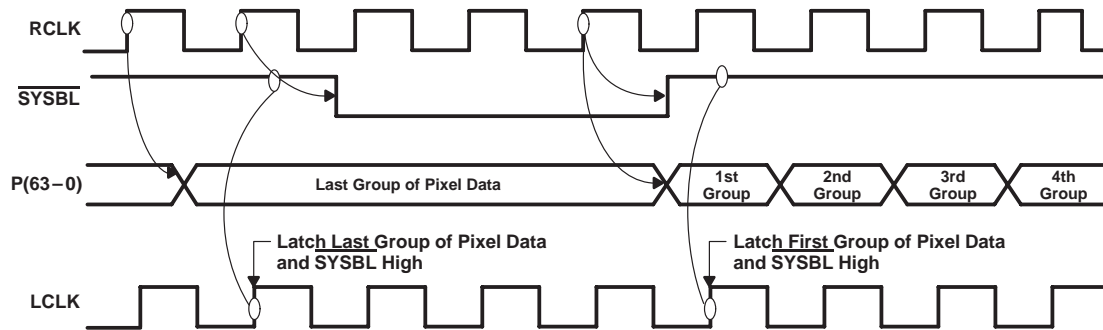 RCLK
SYSBL
P(63−0)
Last Group of Pixel Data
1st Group
2nd Group
3rd Group
4th Group
Latch Last Group of Pixel Data
and SYSBL High
Latch First Group of Pixel Data
and SYSBL High
LCLK